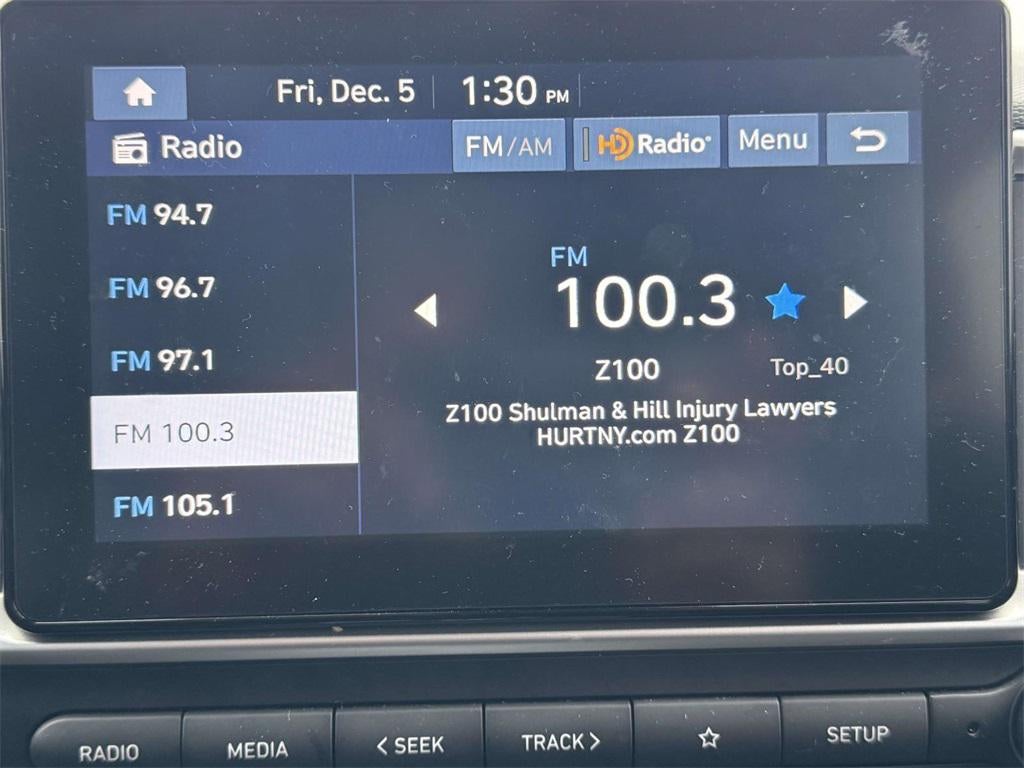 Fri, Dec. 5 1:30 PM
Radio FM/AM HD Radio® Menu
FM 94.7
FM 96.7
FM 97.1
FM 100.3
FM 105.1
FM
100.3
Z100 Top_40
Z100 Shulman & Hill Injury Lawyers
HURTNY.com Z100
RADIO MEDIA < SEEK TRACK > SETUP